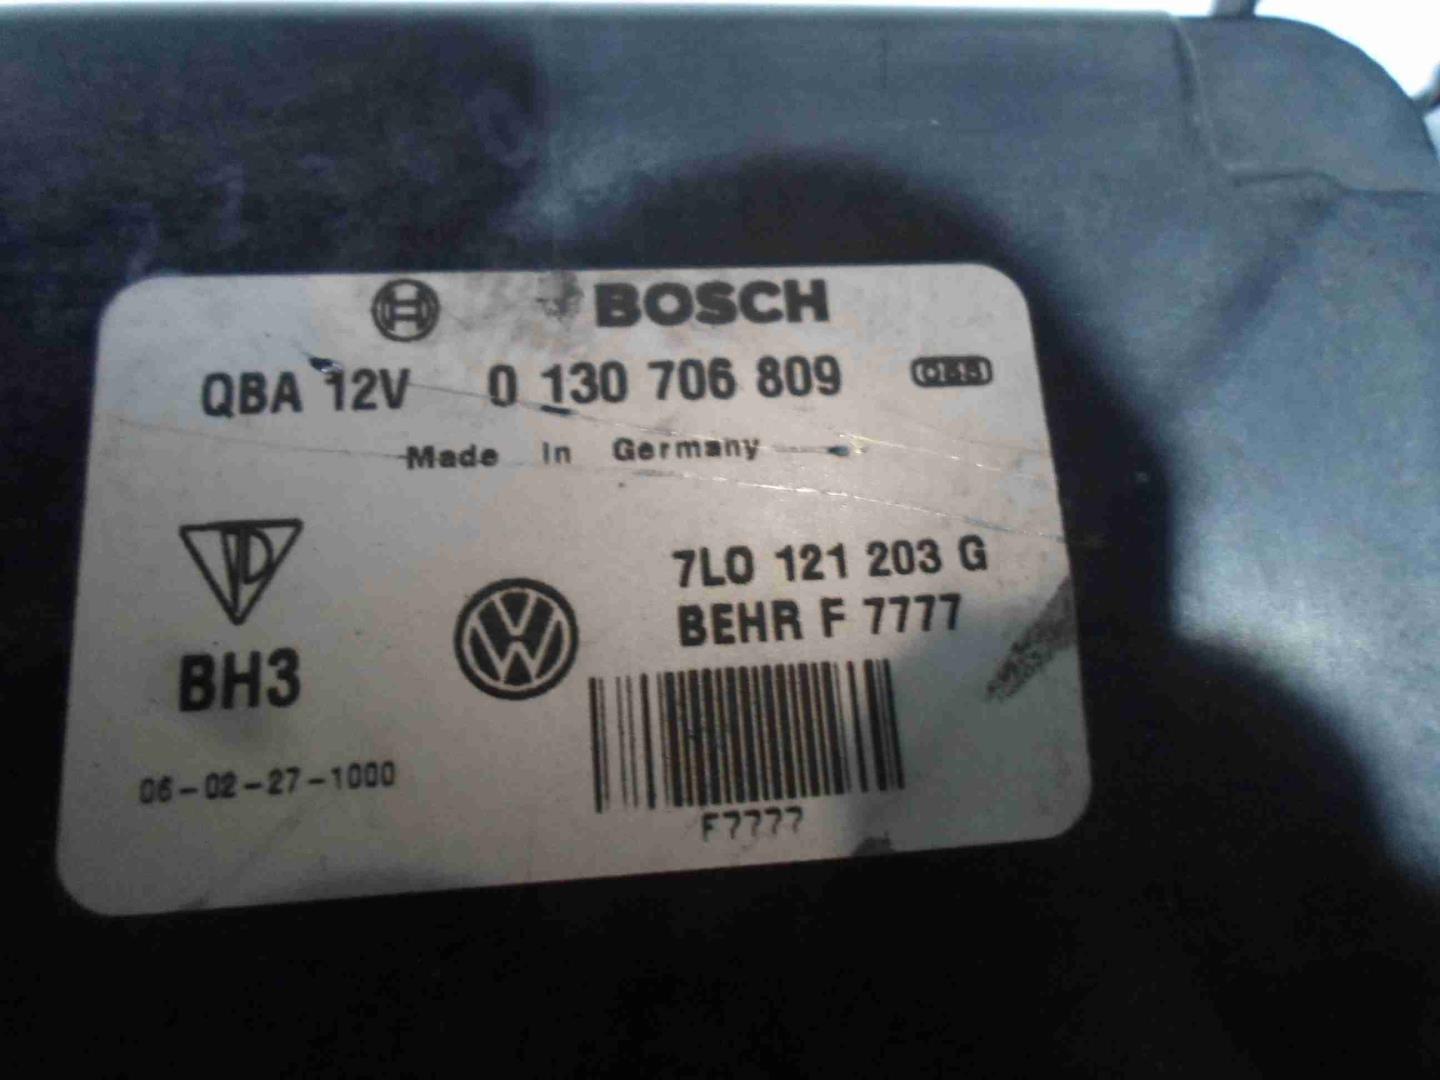 BOSCH
QBA 12V 0 130 706 809
Made in Germany
7L0 121 203 G
BEHR F 7777
BH3
06-02-27-1000
F7777